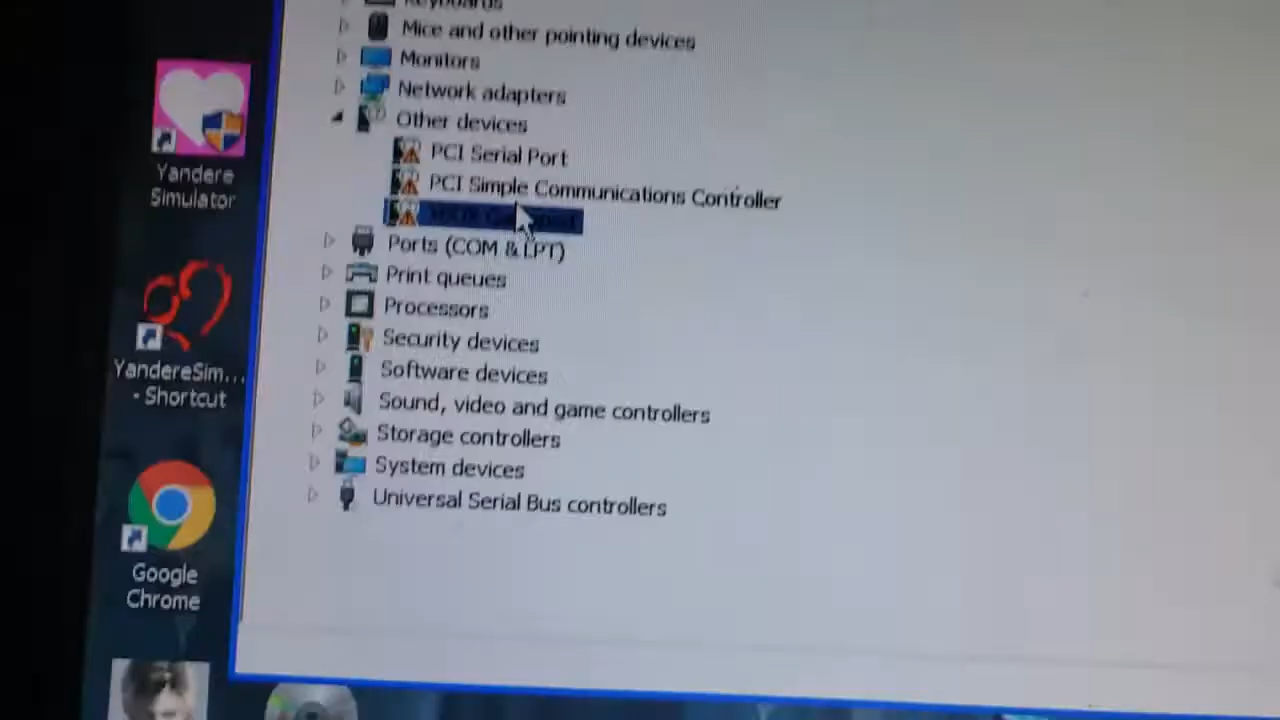 Keyboards
Mice and other pointing devices
Monitors
Network adapters
Other devices
PCI Serial Port
PCI Simple Communications Controller
Ports (COM & LPT)
Print queues
Processors
Security devices
Software devices
Sound, video and game controllers
Storage controllers
System devices
Universal Serial Bus controllers
Yandere
Simulator
YandereSim...
- Shortcut
Google
Chrome